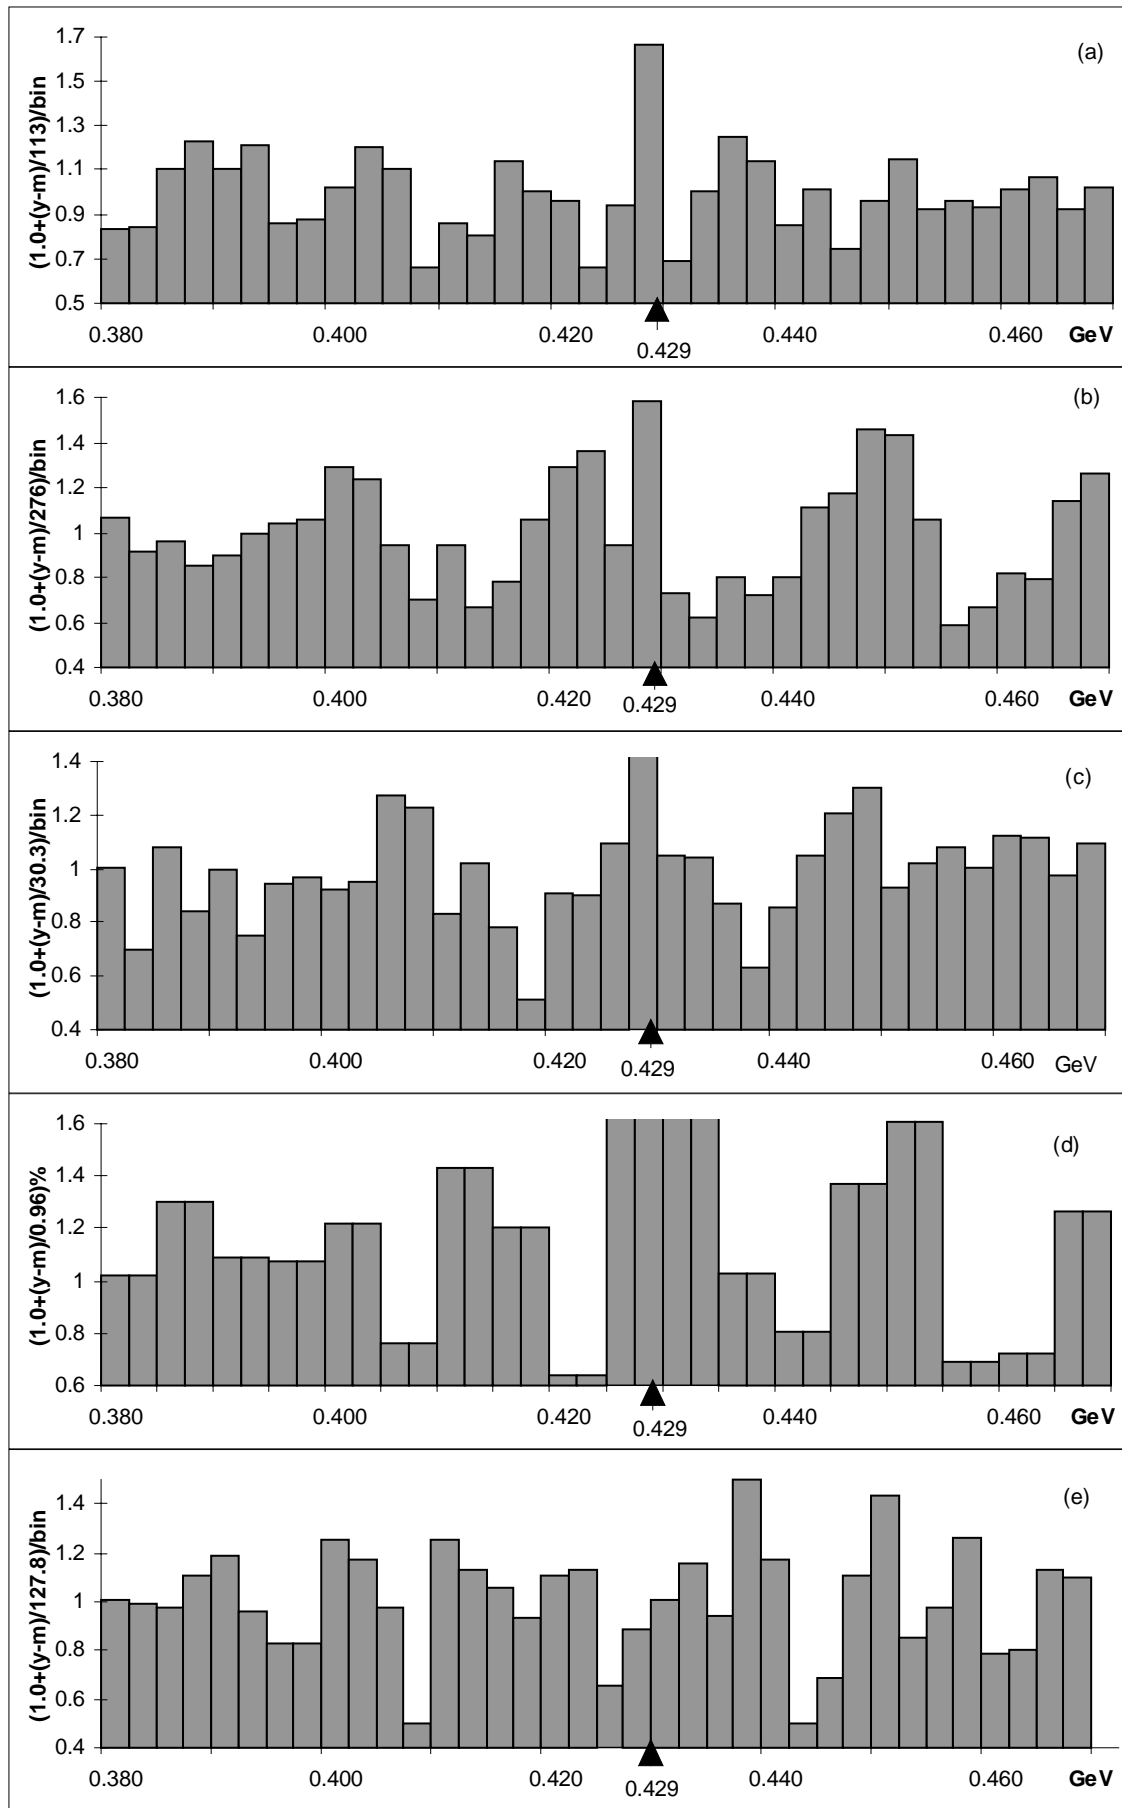 (a)
(1.0+(y-m)/113)/bin
1.7
1.5
1.3
1.1
0.9
0.7
0.5
0.380 0.400 0.420 0.440 0.460 GeV
0.429
(b)
(1.0+(y-m)/276)/bin
1.6
1.4
1.2
1
0.8
0.6
0.4
0.380 0.400 0.420 0.440 0.460 GeV
0.429
(c)
(1.0+(y-m)/30.3)/bin
1.4
1.2
1
0.8
0.6
0.4
0.380 0.400 0.420 0.440 0.460 GeV
0.429
(d)
(1.0+(y-m)/0.96)%
1.6
1.4
1.2
1
0.8
0.6
0.380 0.400 0.420 0.440 0.460 GeV
0.429
(e)
(1.0+(y-m)/127.8)/bin
1.4
1.2
1
0.8
0.6
0.4
0.380 0.400 0.420 0.440 0.460 GeV
0.429